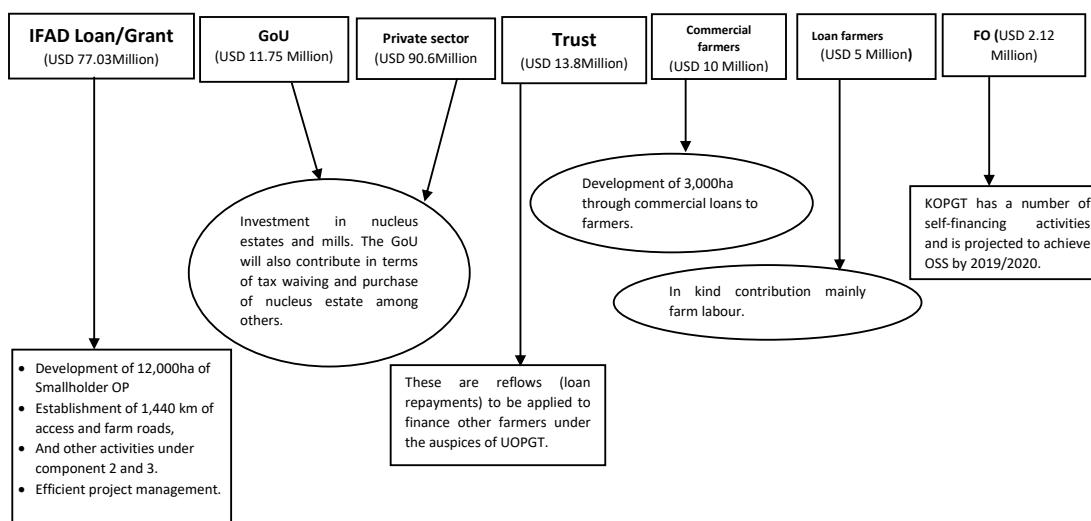 IFAD Loan/Grant
(USD 77.03Million)
GoU
(USD 11.75 Million)
Private sector
(USD 90.6Million
Trust
(USD 13.8Million)
Commercial
farmers
(USD 10 Million)
Loan farmers
(USD 5 Million)
FO (USD 2.12
Million)
Investment in nucleus
estates and mills. The GoU
will also contribute in terms
of tax waiving and purchase
of nucleus estate among
others.
Development of 3,000ha
through commercial loans to
farmers.
KOPGT has a number of
self-financing activities
and is projected to achieve
OSS by 2019/2020.
In kind contribution mainly
farm labour.
• Development of 12,000ha of
Smallholder OP
• Establishment of 1,440 km of
access and farm roads,
• And other activities under
component 2 and 3.
• Efficient project management.
These are reflows (loan
repayments) to be applied to
finance other farmers under
the auspices of UOPGT.